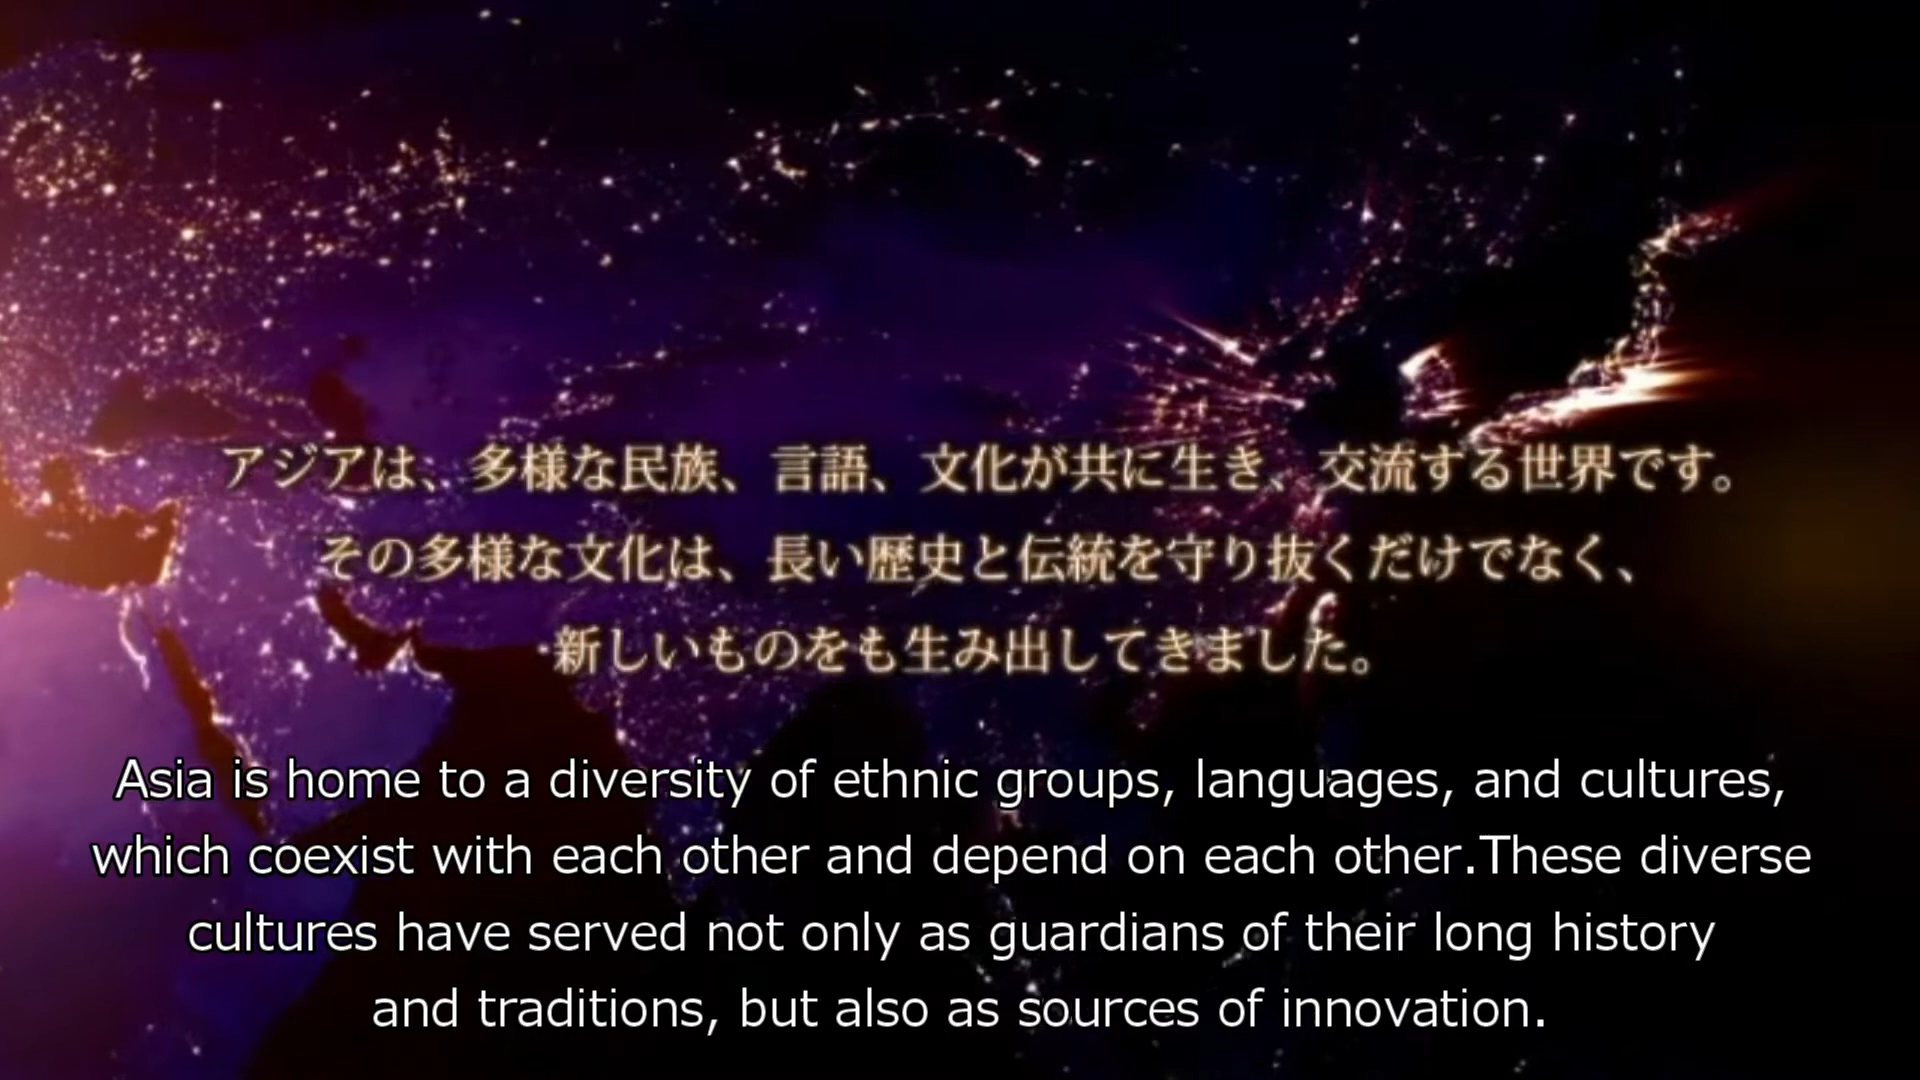 アジアは、多様な民族、言語、文化が共に生き、交流する世界です。
その多様な文化は、長い歴史と伝統を守り抜くだけでなく、
新しいものをも生み出してきました。
Asia is home to a diversity of ethnic groups, languages, and cultures,
which coexist with each other and depend on each other.These diverse
cultures have served not only as guardians of their long history
and traditions, but also as sources of innovation.